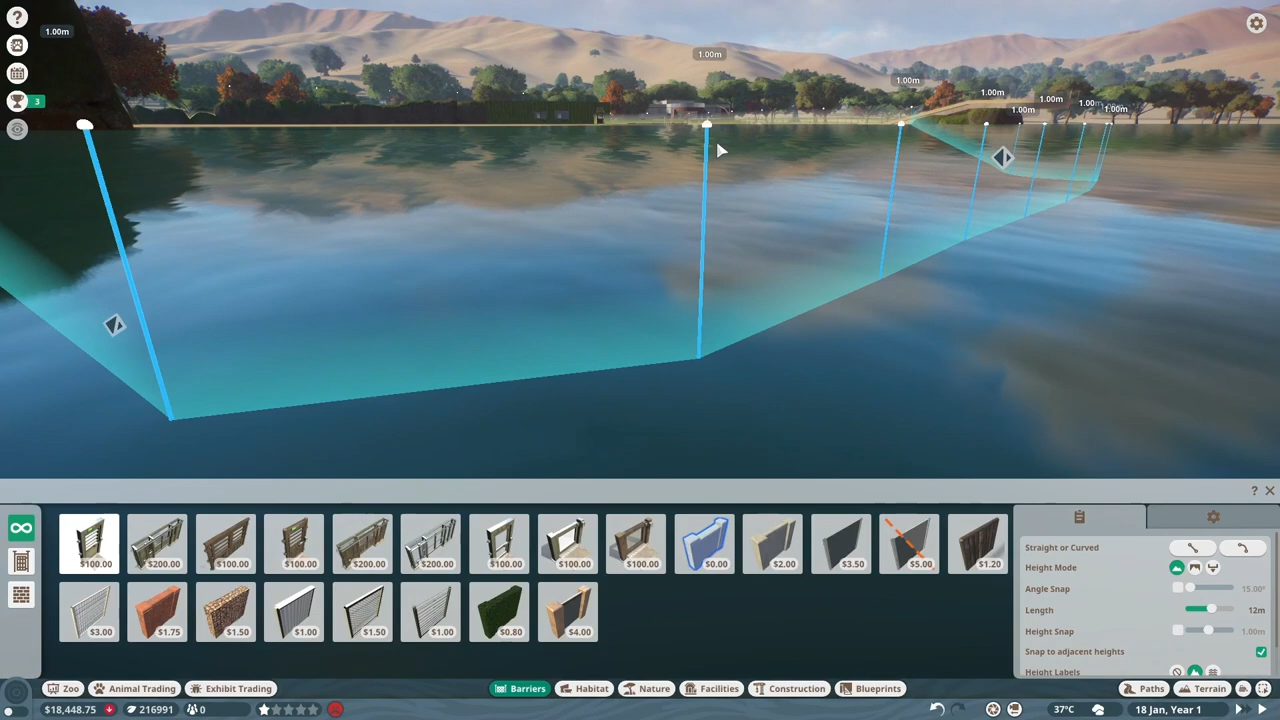 ?
1.00m
1.00m
1.00m
1.00m
1.00m
1.00m
1.00m
1.00m
3
? ×
$100.00 $200.00 $100.00 $100.00 $200.00 $200.00 $100.00 $100.00 $100.00 $0.00 $2.00 $3.50 $5.00 $1.20
$3.00 $1.75 $1.50 $1.00 $1.50 $1.00 $0.80 $4.00
Straight or Curved
Height Mode
Angle Snap 15.00°
Length 12m
Height Snap 1.00m
Snap to adjacent heights
Height Labels
Zoo Animal Trading Exhibit Trading Barriers Habitat Nature Facilities Construction Blueprints Paths Terrain
$18,448.75 216991 0 37°C 18 Jan, Year 1